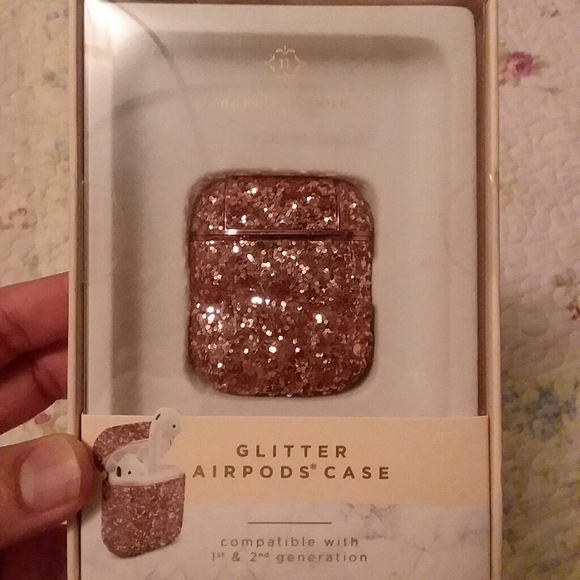 GLITTER
AIRPODS® CASE
compatible with
1st & 2nd generation